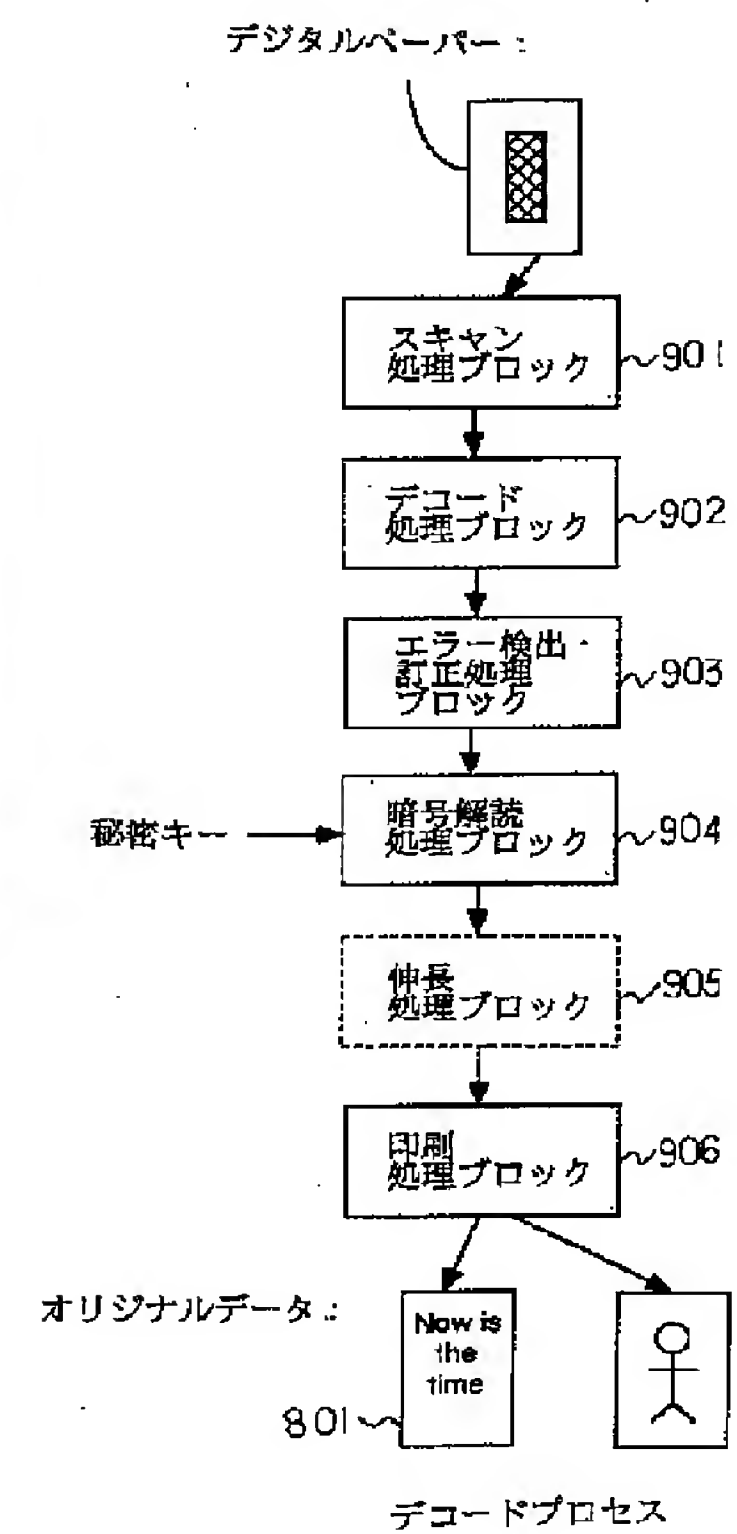 デジタルペーパー：
スキャン
処理ブロック
901
デコード
処理ブロック
902
エラー検出・
訂正処理
ブロック
903
秘密キー
暗号解読
処理ブロック
904
伸長
処理ブロック
905
印刷
処理ブロック
906
オリジナルデータ：
Now is
the
time
801
デコードプロセス